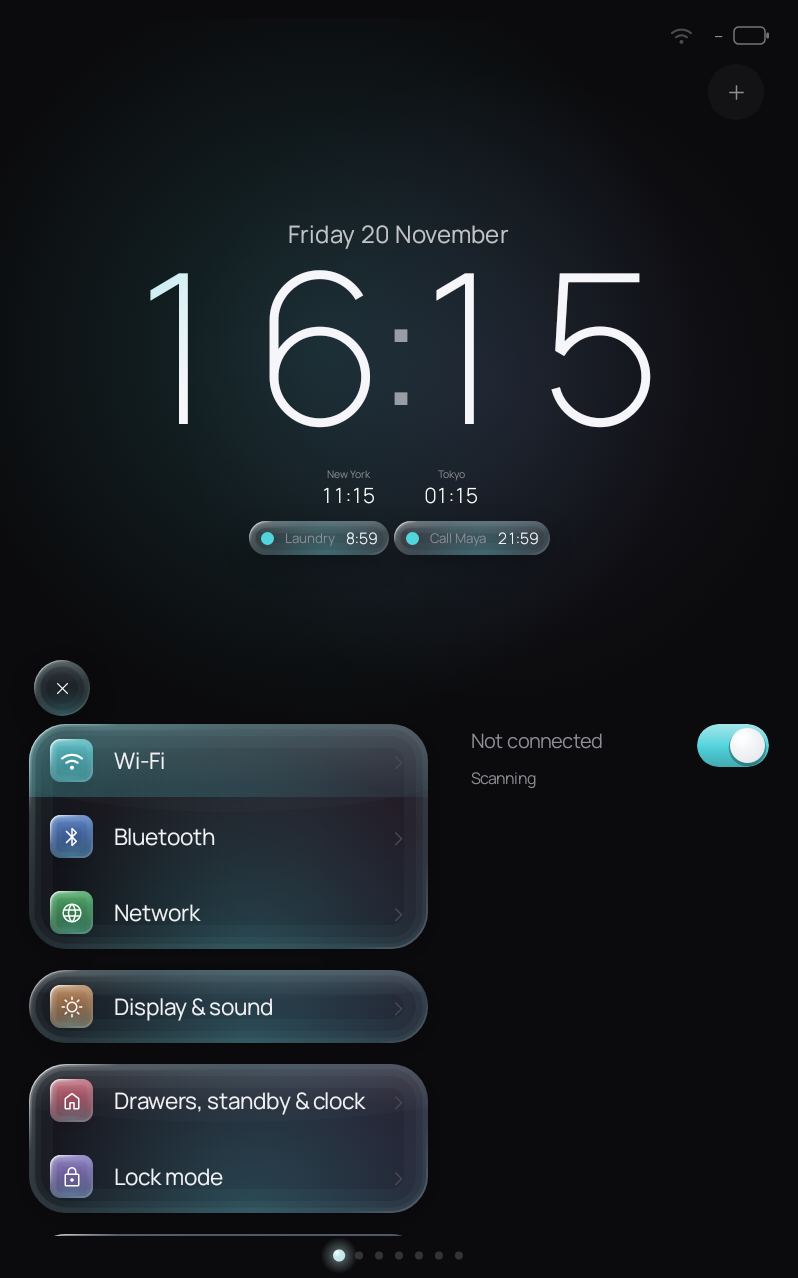 Friday 20 November
16:15
New York Tokyo
11:15 01:15
Laundry 8:59 Call Maya 21:59
Wi-Fi
Not connected
Scanning
Bluetooth
Network
Display & sound
Drawers, standby & clock
Lock mode